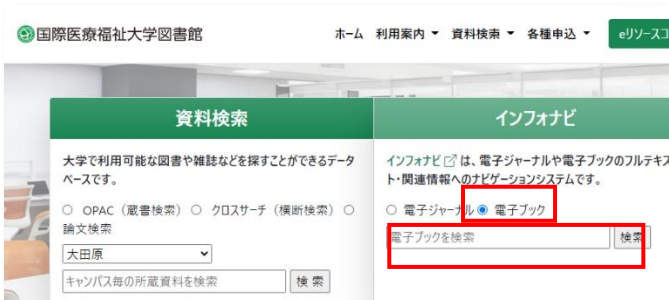 国際医療福祉大学図書館
ホーム 利用案内 ▼ 資料検索 ▼ 各種申込 ▼ eリソースコ
資料検索
大学で利用可能な図書や雑誌などを探すことができるデータ
ベースです。
OPAC（蔵書検索） クロスサーチ（横断検索）
論文検索
大田原
キャンパス毎の所蔵資料を検索 検 索
インフォナビ
インフォナビ は、電子ジャーナルや電子ブックのフルテキス
ト・関連情報へのナビゲーションシステムです。
電子ジャーナル 電子ブック
電子ブックを検索 検索